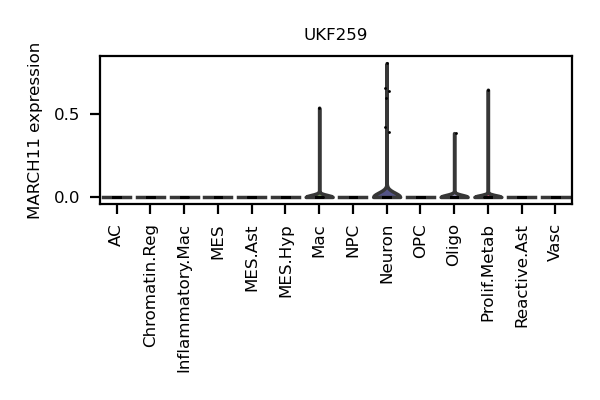 UKF259
MARCH11 expression
0.5
0.0
AC
Chromatin.Reg
Inflammatory.Mac
MES
MES.Ast
MES.Hyp
Mac
NPC
Neuron
OPC
Oligo
Prolif.Metab
Reactive.Ast
Vasc